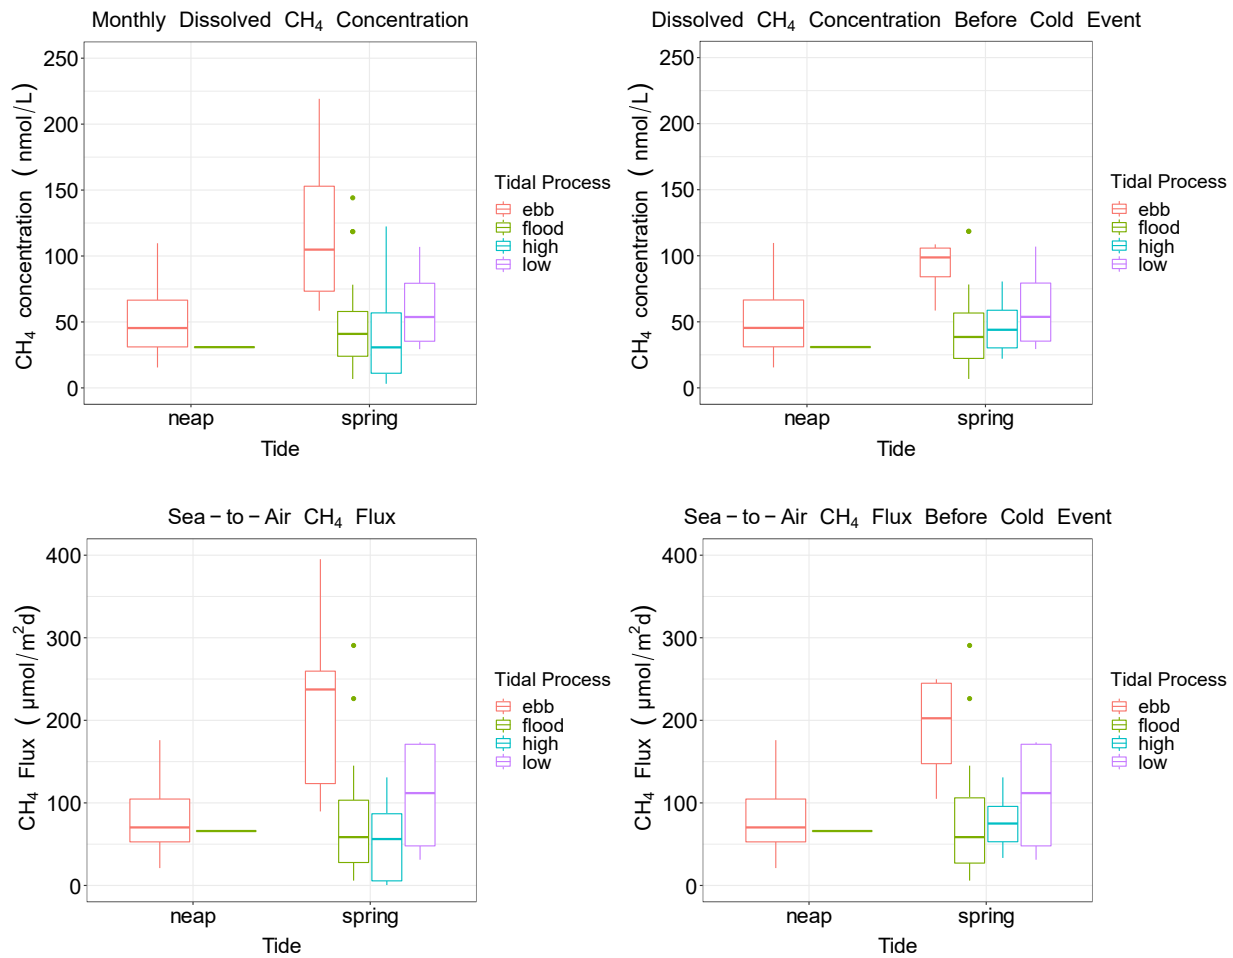 Monthly Dissolved CH₄ Concentration
CH₄ concentration ( nmol/L)
250
200
150
100
50
0
neap
spring
Tide
Tidal Process
ebb
flood
high
low
Dissolved CH₄ Concentration Before Cold Event
CH₄ concentration ( nmol/L)
250
200
150
100
50
0
neap
spring
Tide
Tidal Process
ebb
flood
high
low
Sea – to – Air CH₄ Flux
CH₄ Flux ( μmol/m²d)
400
300
200
100
0
neap
spring
Tide
Tidal Process
ebb
flood
high
low
Sea – to – Air CH₄ Flux Before Cold Event
CH₄ Flux ( μmol/m²d)
400
300
200
100
0
neap
spring
Tide
Tidal Process
ebb
flood
high
low